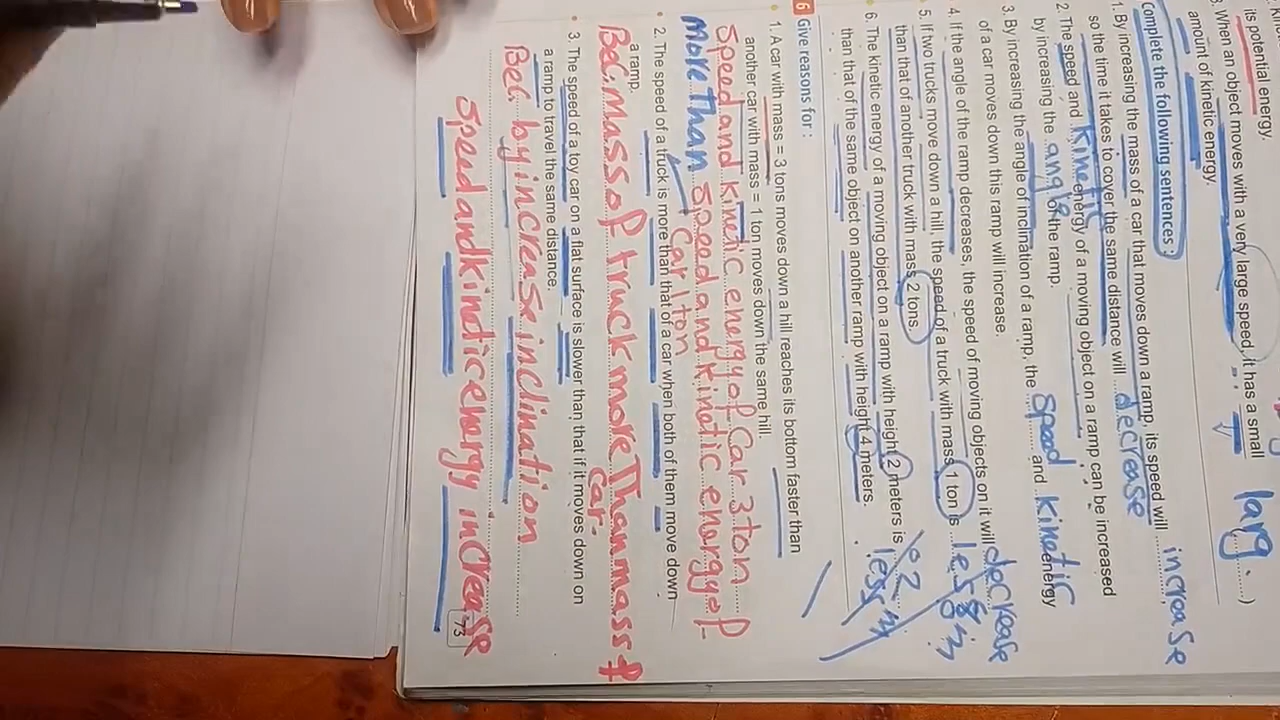 its potential energy.
8. When an object moves with a very large speed, it has a small larg.)
amount of kinetic energy.
Complete the following sentences :
1. By increasing the mass of a car that moves down a ramp, its speed will increase
so the time it takes to cover the same distance will decrease
2. The speed and kinetic energy of a moving object on a ramp can be increased
by increasing the angle of the ramp.
3. By increasing the angle of inclination of a ramp, the speed and kinetic energy
of a car moves down this ramp will increase.
4. If the angle of the ramp decreases, the speed of moving objects on it will decrease
5. If two trucks move down a hill, the speed of a truck with mass 1 ton is less
than that of another truck with mass 2 tons.
6. The kinetic energy of a moving object on a ramp with height 2 meters is less
than that of the same object on another ramp with height 4 meters.
6 Give reasons for :
1. A car with mass = 3 tons moves down a hill reaches its bottom faster than
another car with mass = 1 ton moves down the same hill.
Speed and kinetic energy of Car 3 ton
more Than speed and kinetic energy of
Car 1 ton
2. The speed of a truck is more than that of a car when both of them move down
a ramp.
Bec. mass of truck more Than mass of
Car.
3. The speed of a toy car on a flat surface is slower than that if it moves down on
a ramp to travel the same distance.
Bec. by increase inclination
speed and kinetic energy increase
73